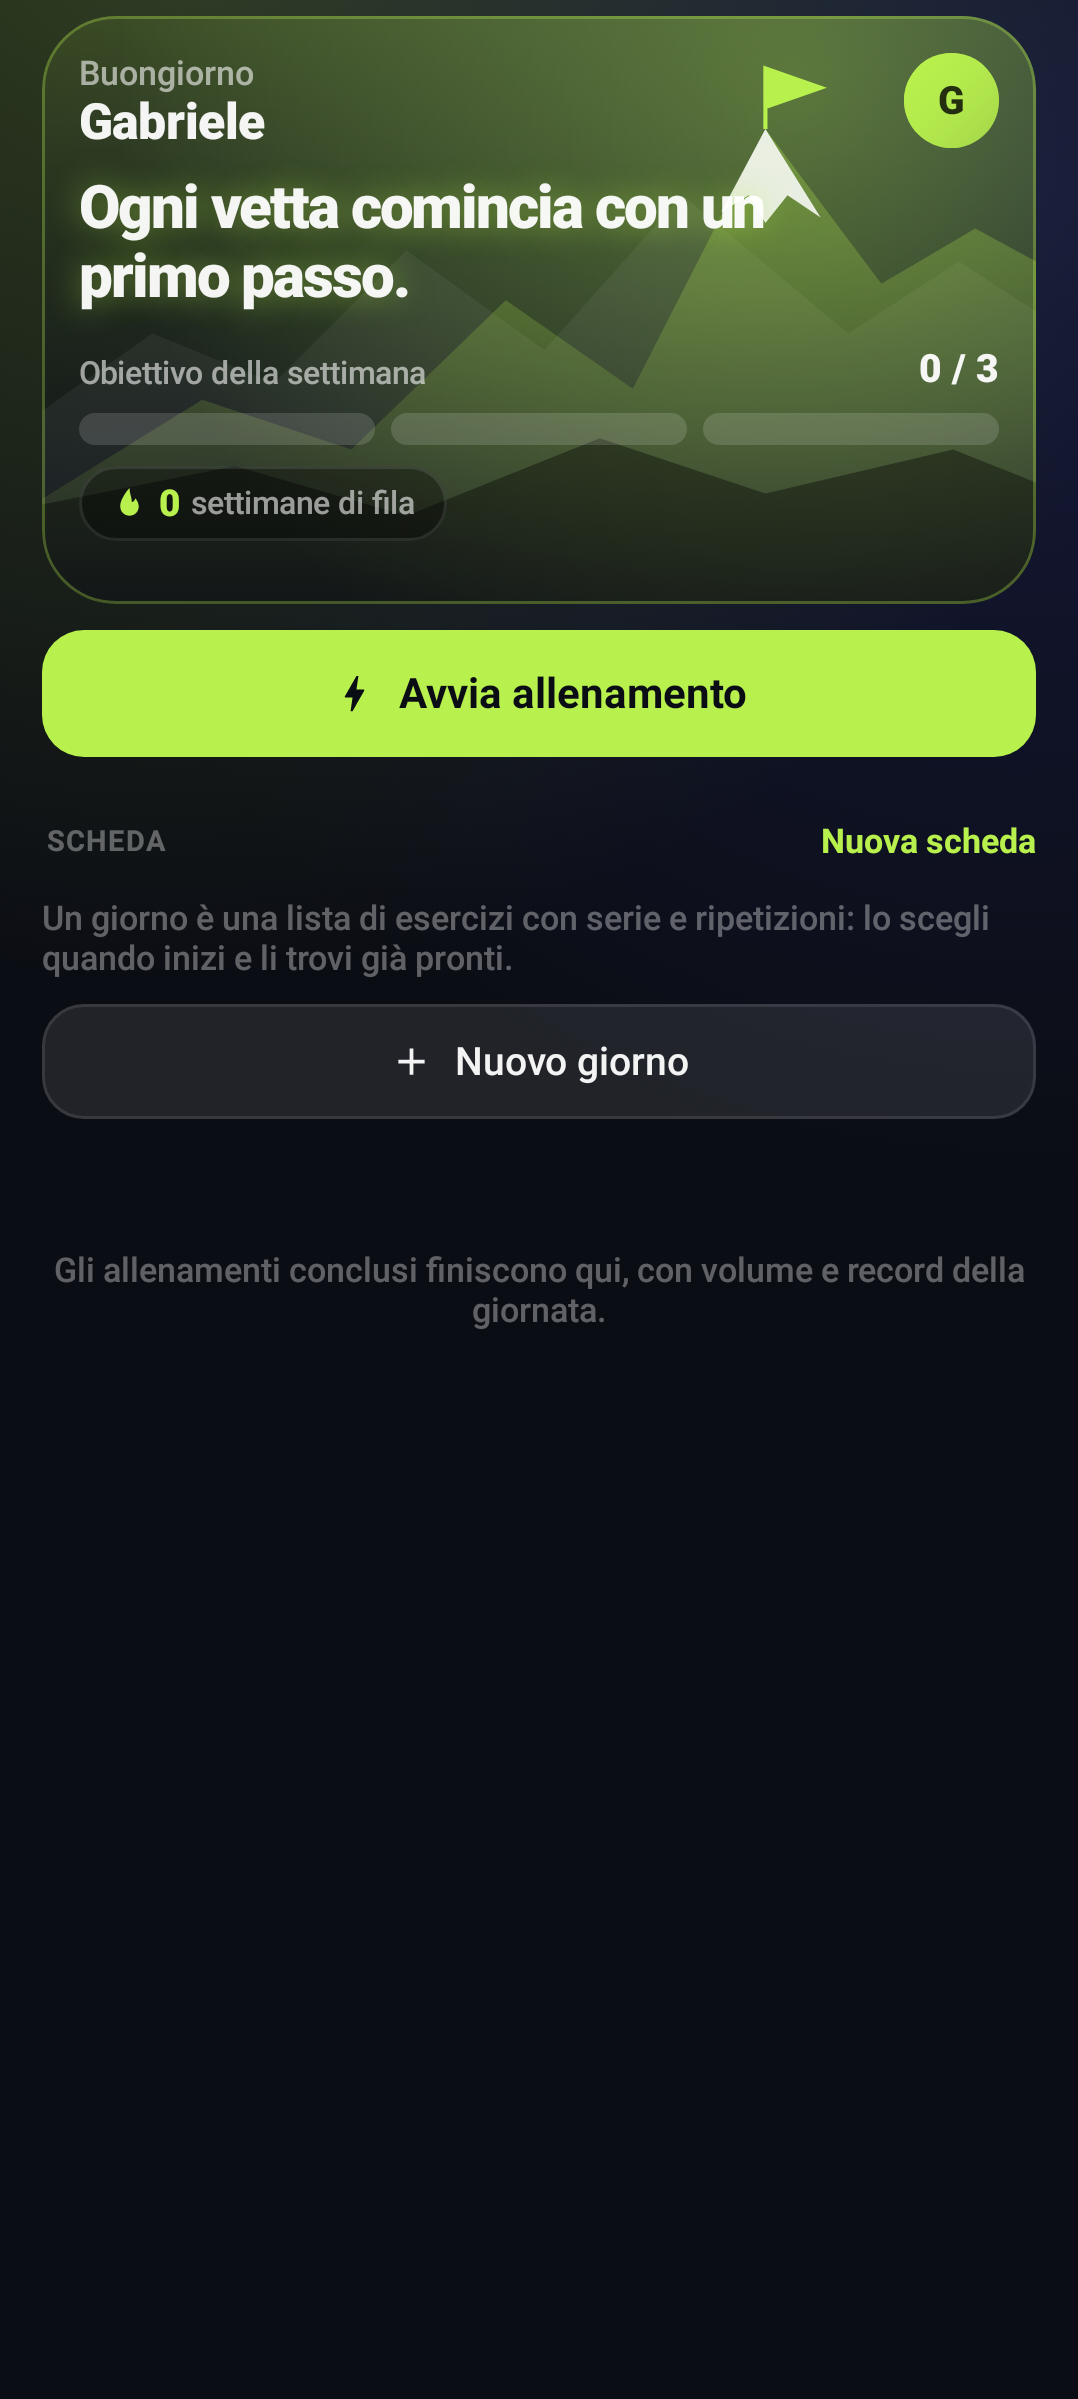 Buongiorno
Gabriele
G
Ogni vetta comincia con un
primo passo.
Obiettivo della settimana
0 / 3
0 settimane di fila
Avvia allenamento
SCHEDA
Nuova scheda
Un giorno è una lista di esercizi con serie e ripetizioni: lo scegli
quando inizi e li trovi già pronti.
+ Nuovo giorno
Gli allenamenti conclusi finiscono qui, con volume e record della
giornata.